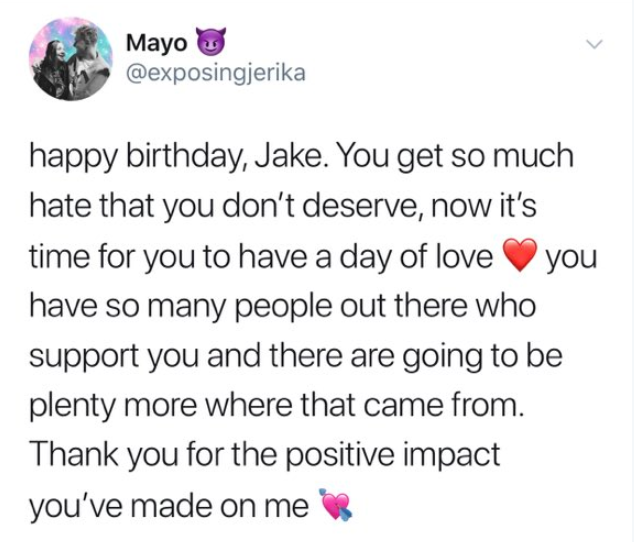 Mayo 😈
@exposingjerika
happy birthday, Jake. You get so much
hate that you don't deserve, now it's
time for you to have a day of love ❤️ you
have so many people out there who
support you and there are going to be
plenty more where that came from.
Thank you for the positive impact
you've made on me 💘